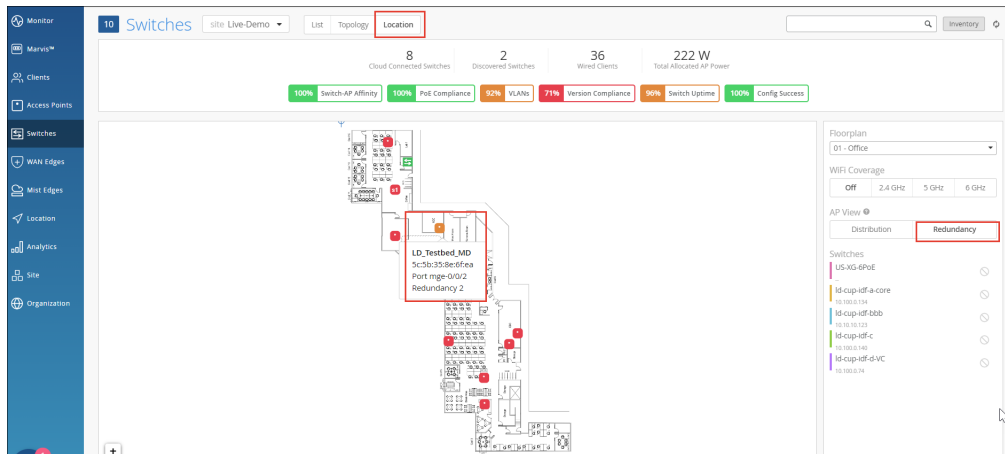 Monitor
Marvis™
Clients
Access Points
Switches
WAN Edges
Mist Edges
Location
Analytics
Site
Organization
10 Switches site Live-Demo List Topology Location
Inventory
8 2 36 222 W
Cloud Connected Switches Discovered Switches Wired Clients Total Allocated AP Power
100% Switch-AP Affinity 100% PoE Compliance 92% VLANs 71% Version Compliance 96% Switch Uptime 100% Config Success
s1
LD_Testbed_MD
5c:5b:35:8e:6f:ea
Port mge-0/0/2
Redundancy 2
+
Floorplan
01 - Office
WiFi Coverage
Off 2.4 GHz 5 GHz 6 GHz
AP View
Distribution Redundancy
Switches
US-XG-6PoE
--
ld-cup-idf-a-core
10.100.0.134
ld-cup-idf-bbb
10.10.10.123
ld-cup-idf-c
10.100.0.140
ld-cup-idf-d-VC
10.100.0.74